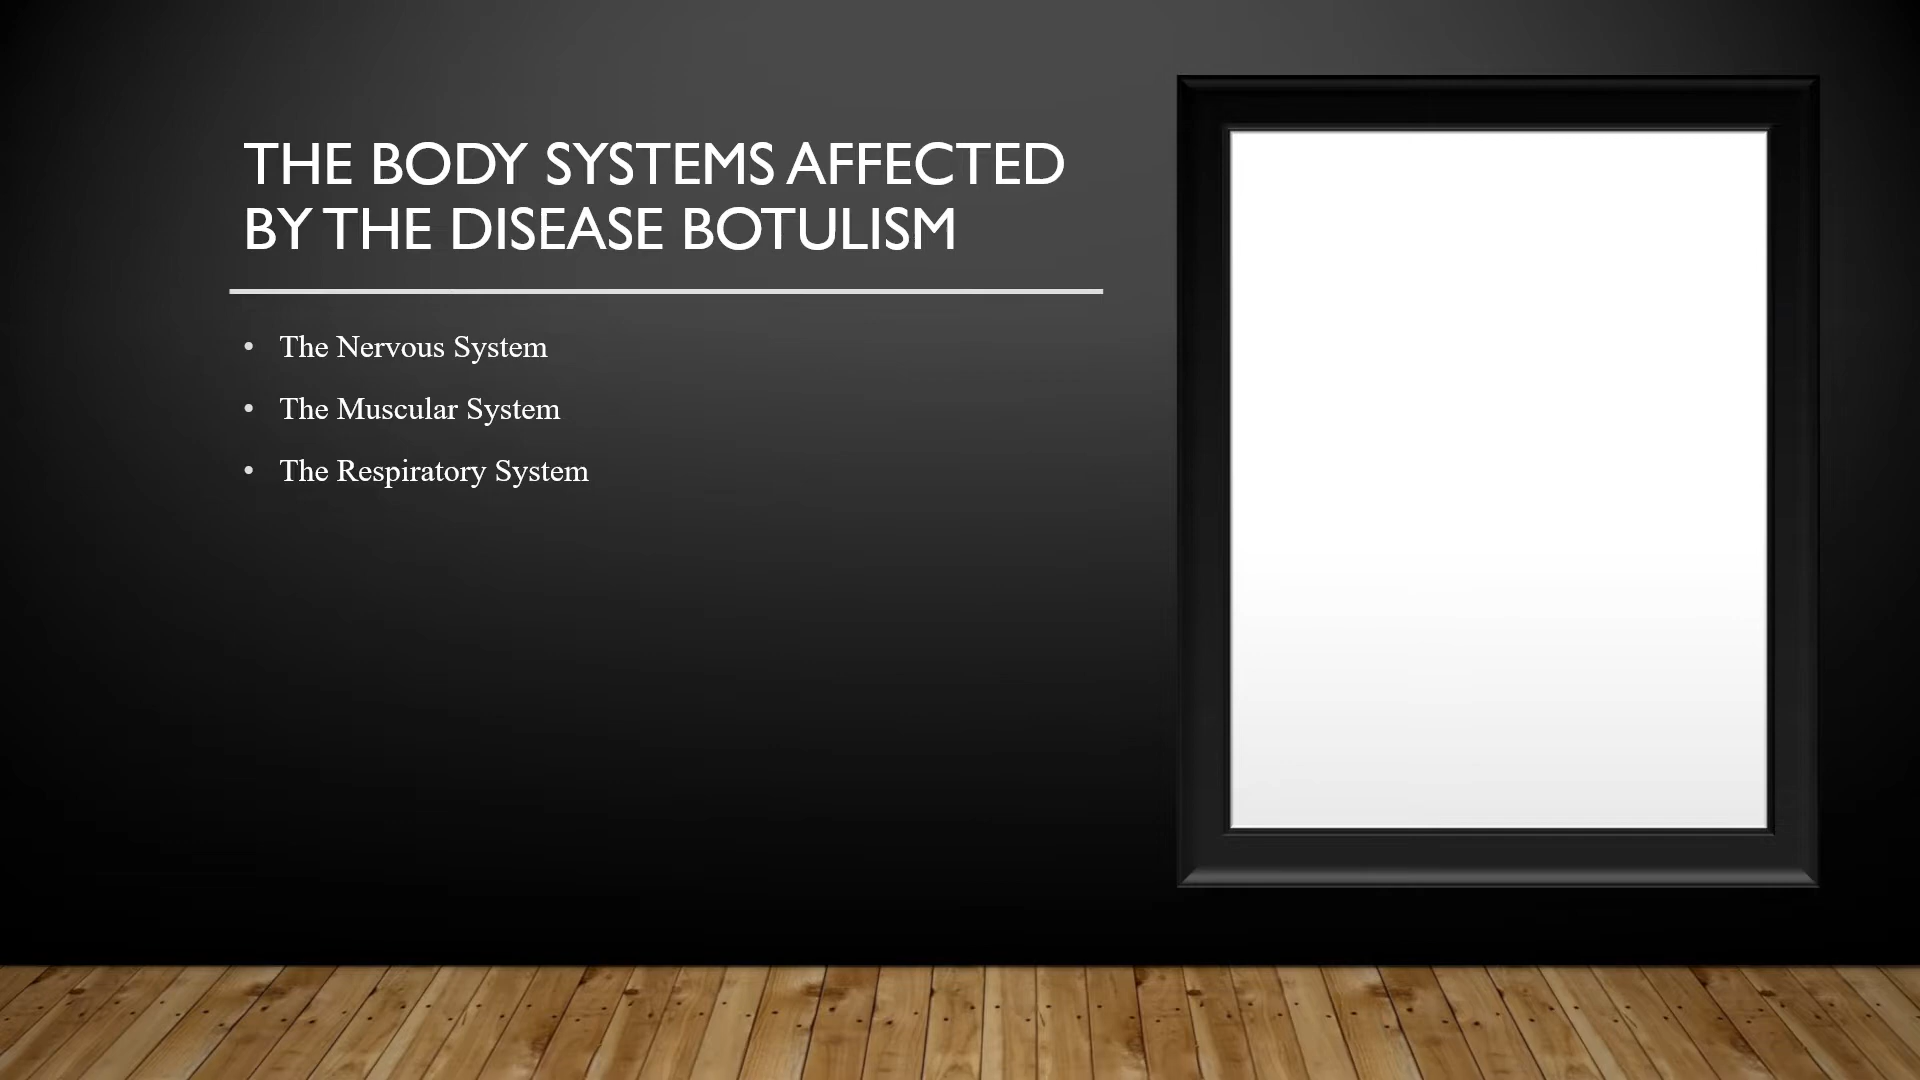 THE BODY SYSTEMS AFFECTED
BY THE DISEASE BOTULISM
• The Nervous System
• The Muscular System
• The Respiratory System